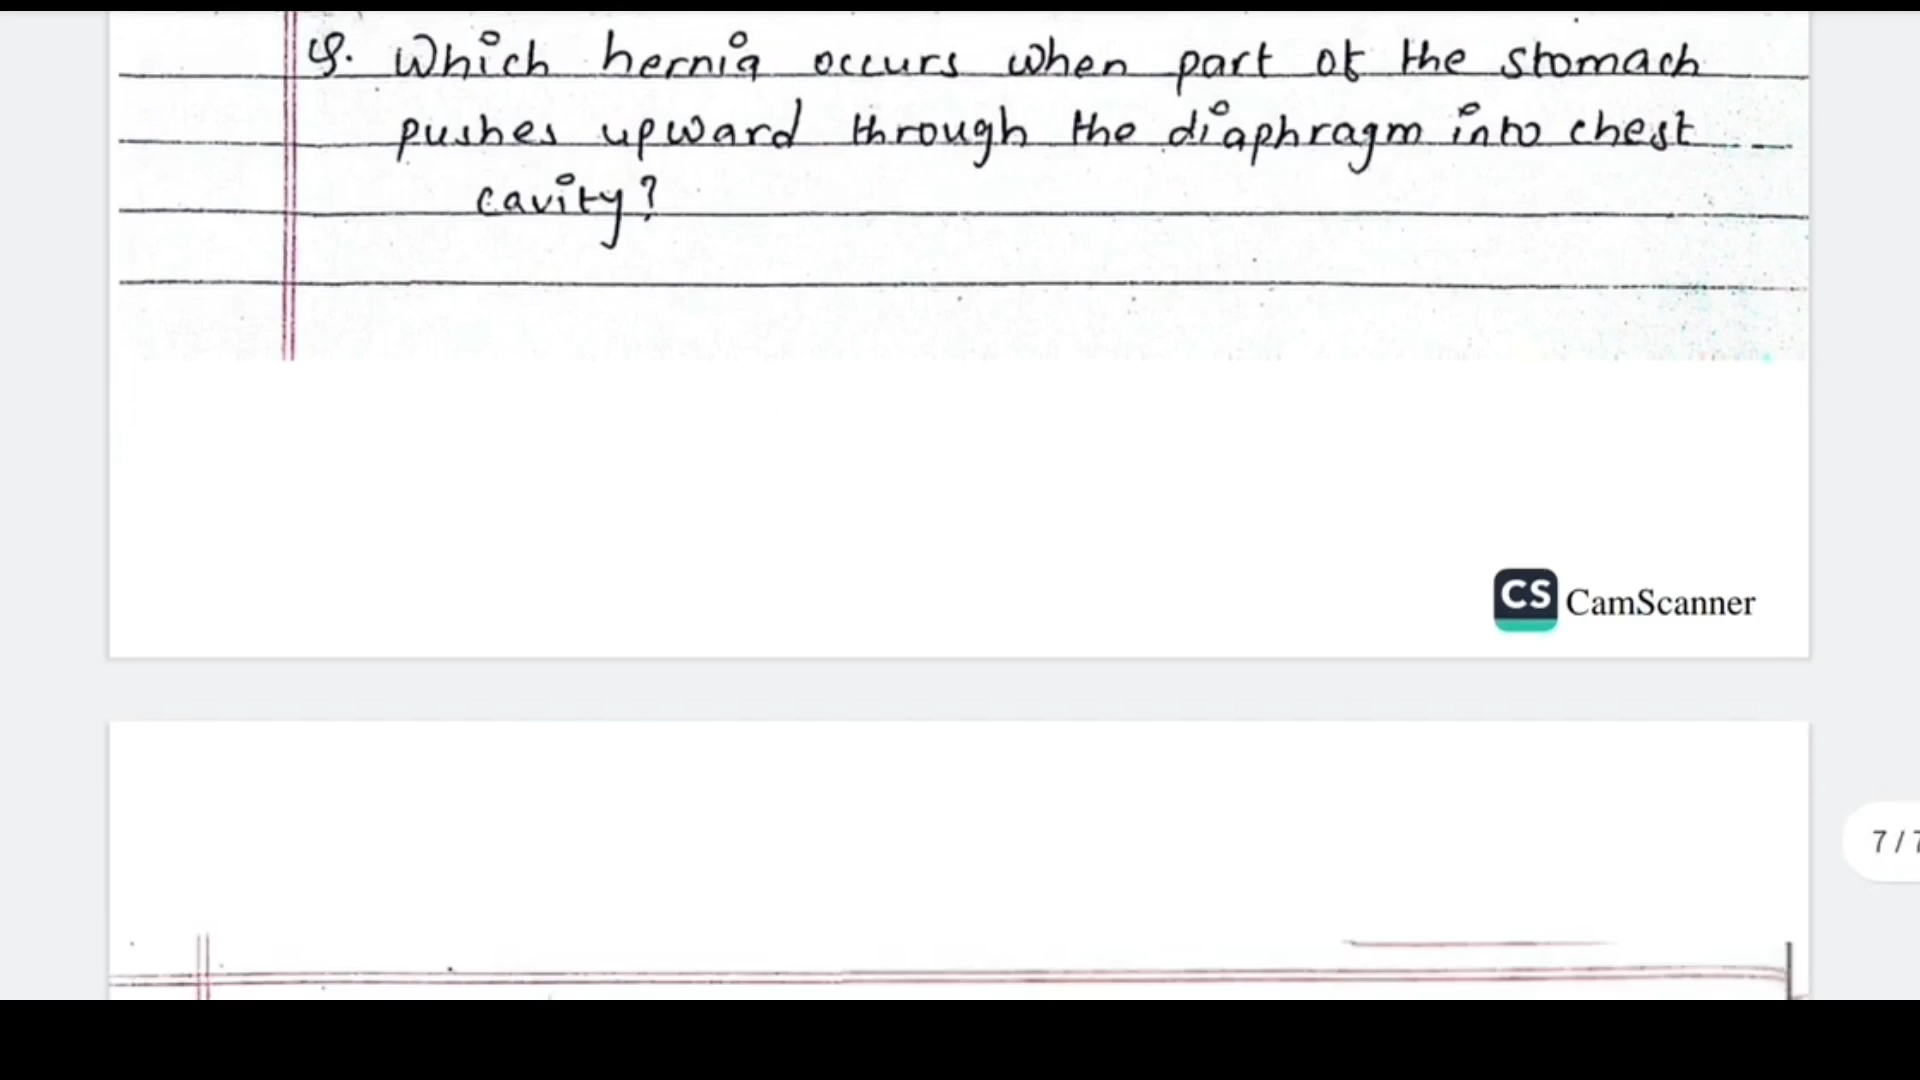 Q. Which hernia occurs when part of the stomach
pushes upward through the diaphragm into chest
cavity?
CS CamScanner
7/7